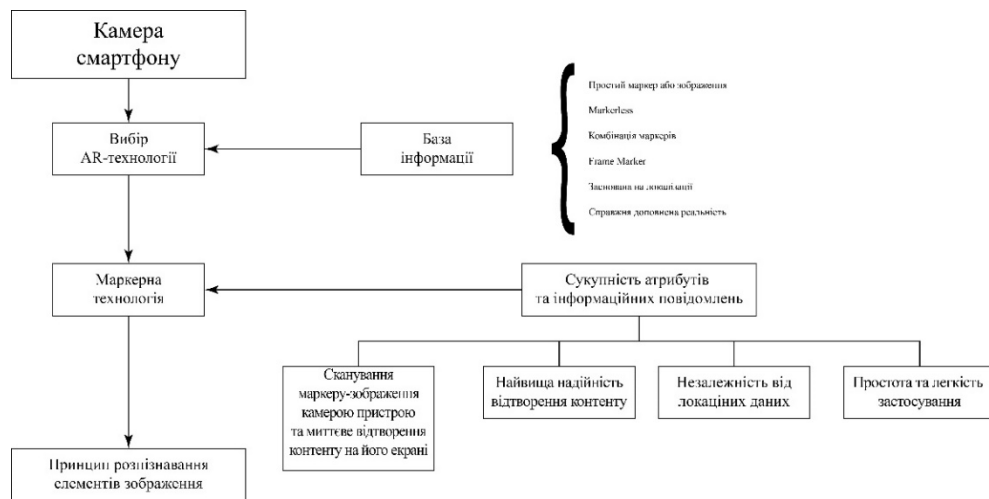 Камера
смартфону
Вибір
AR-технології
База
інформації
Простий маркер або зображення
Markerless
Комбінація маркерів
Frame Marker
Заснована на локалізації
Справжня доповнена реальність
Маркерна
технологія
Сукупність атрибутів
та інформаційних повідомлень
Сканування
маркеру-зображення
камерою пристрою
та миттєве відтворення
контенту на його екрані
Найвища надійність
відтворення контенту
Незалежність від
локаціних даних
Простота та легкість
застосування
Принцип розпізнавання
елементів зображення